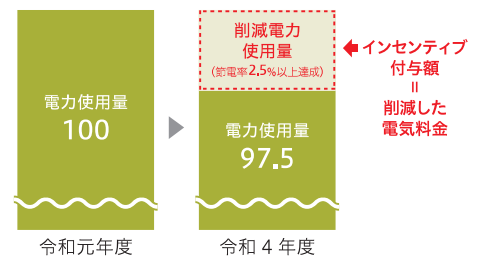 電力使用量
100
令和元年度
削減電力
使用量
(節電率2.5%以上達成)
電力使用量
97.5
令和4年度
インセンティブ
付与額
=
削減した
電気料金